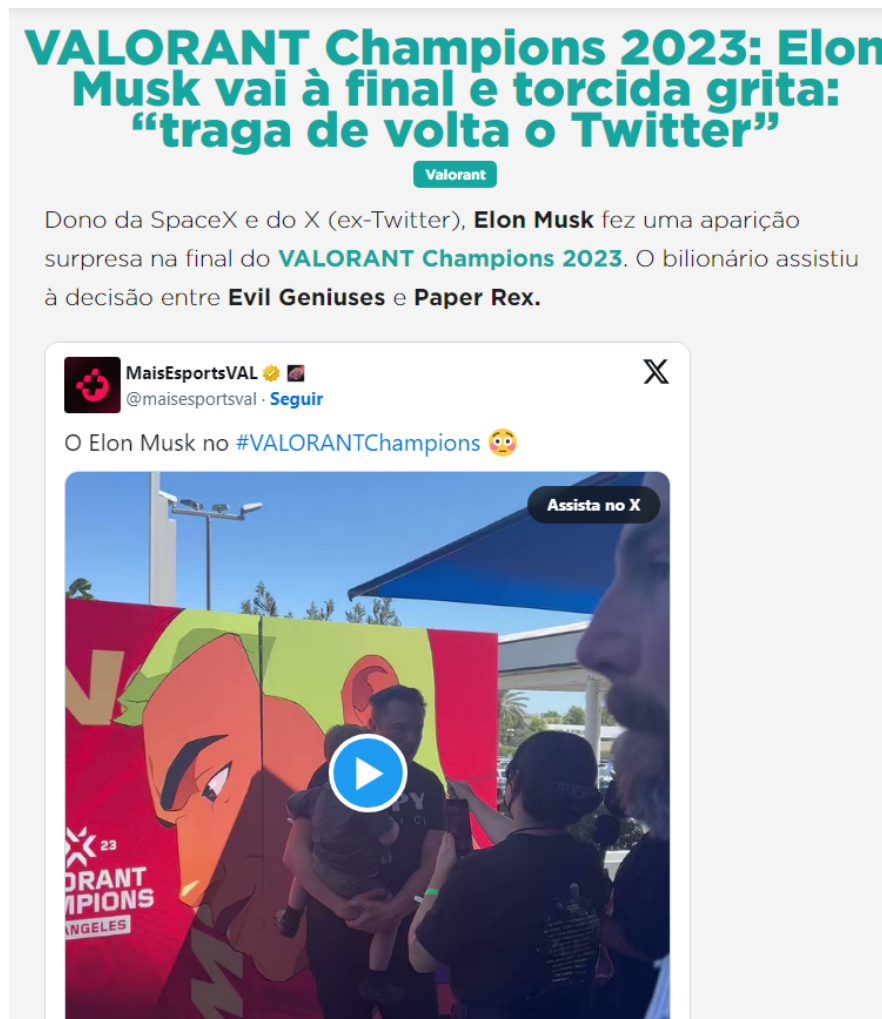 VALORANT Champions 2023: Elon
Musk vai à final e torcida grita:
“traga de volta o Twitter”
Valorant
Dono da SpaceX e do X (ex-Twitter), Elon Musk fez uma aparição
surpresa na final do VALORANT Champions 2023. O bilionário assistiu
à decisão entre Evil Geniuses e Paper Rex.
MaisEsportsVAL
@maisesportsval · Seguir
O Elon Musk no #VALORANTChampions 😳
Assista no X
N
23
ORANT
MPIONS
ANGELES
PY